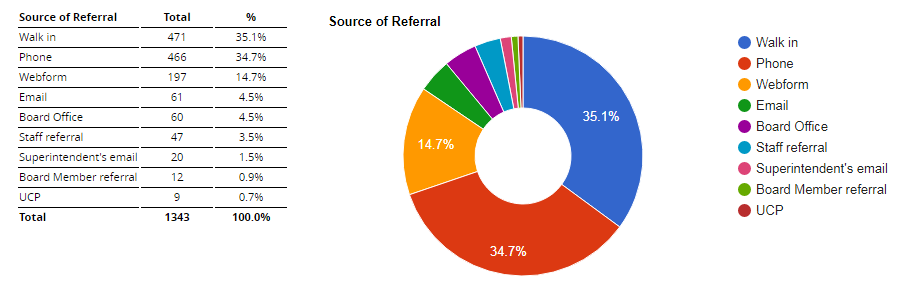 Source of Referral Total %
Walk in 471 35.1%
Phone 466 34.7%
Webform 197 14.7%
Email 61 4.5%
Board Office 60 4.5%
Staff referral 47 3.5%
Superintendent's email 20 1.5%
Board Member referral 12 0.9%
UCP 9 0.7%
Total 1343 100.0%
Source of Referral
35.1%
14.7%
34.7%
Walk in
Phone
Webform
Email
Board Office
Staff referral
Superintendent's email
Board Member referral
UCP